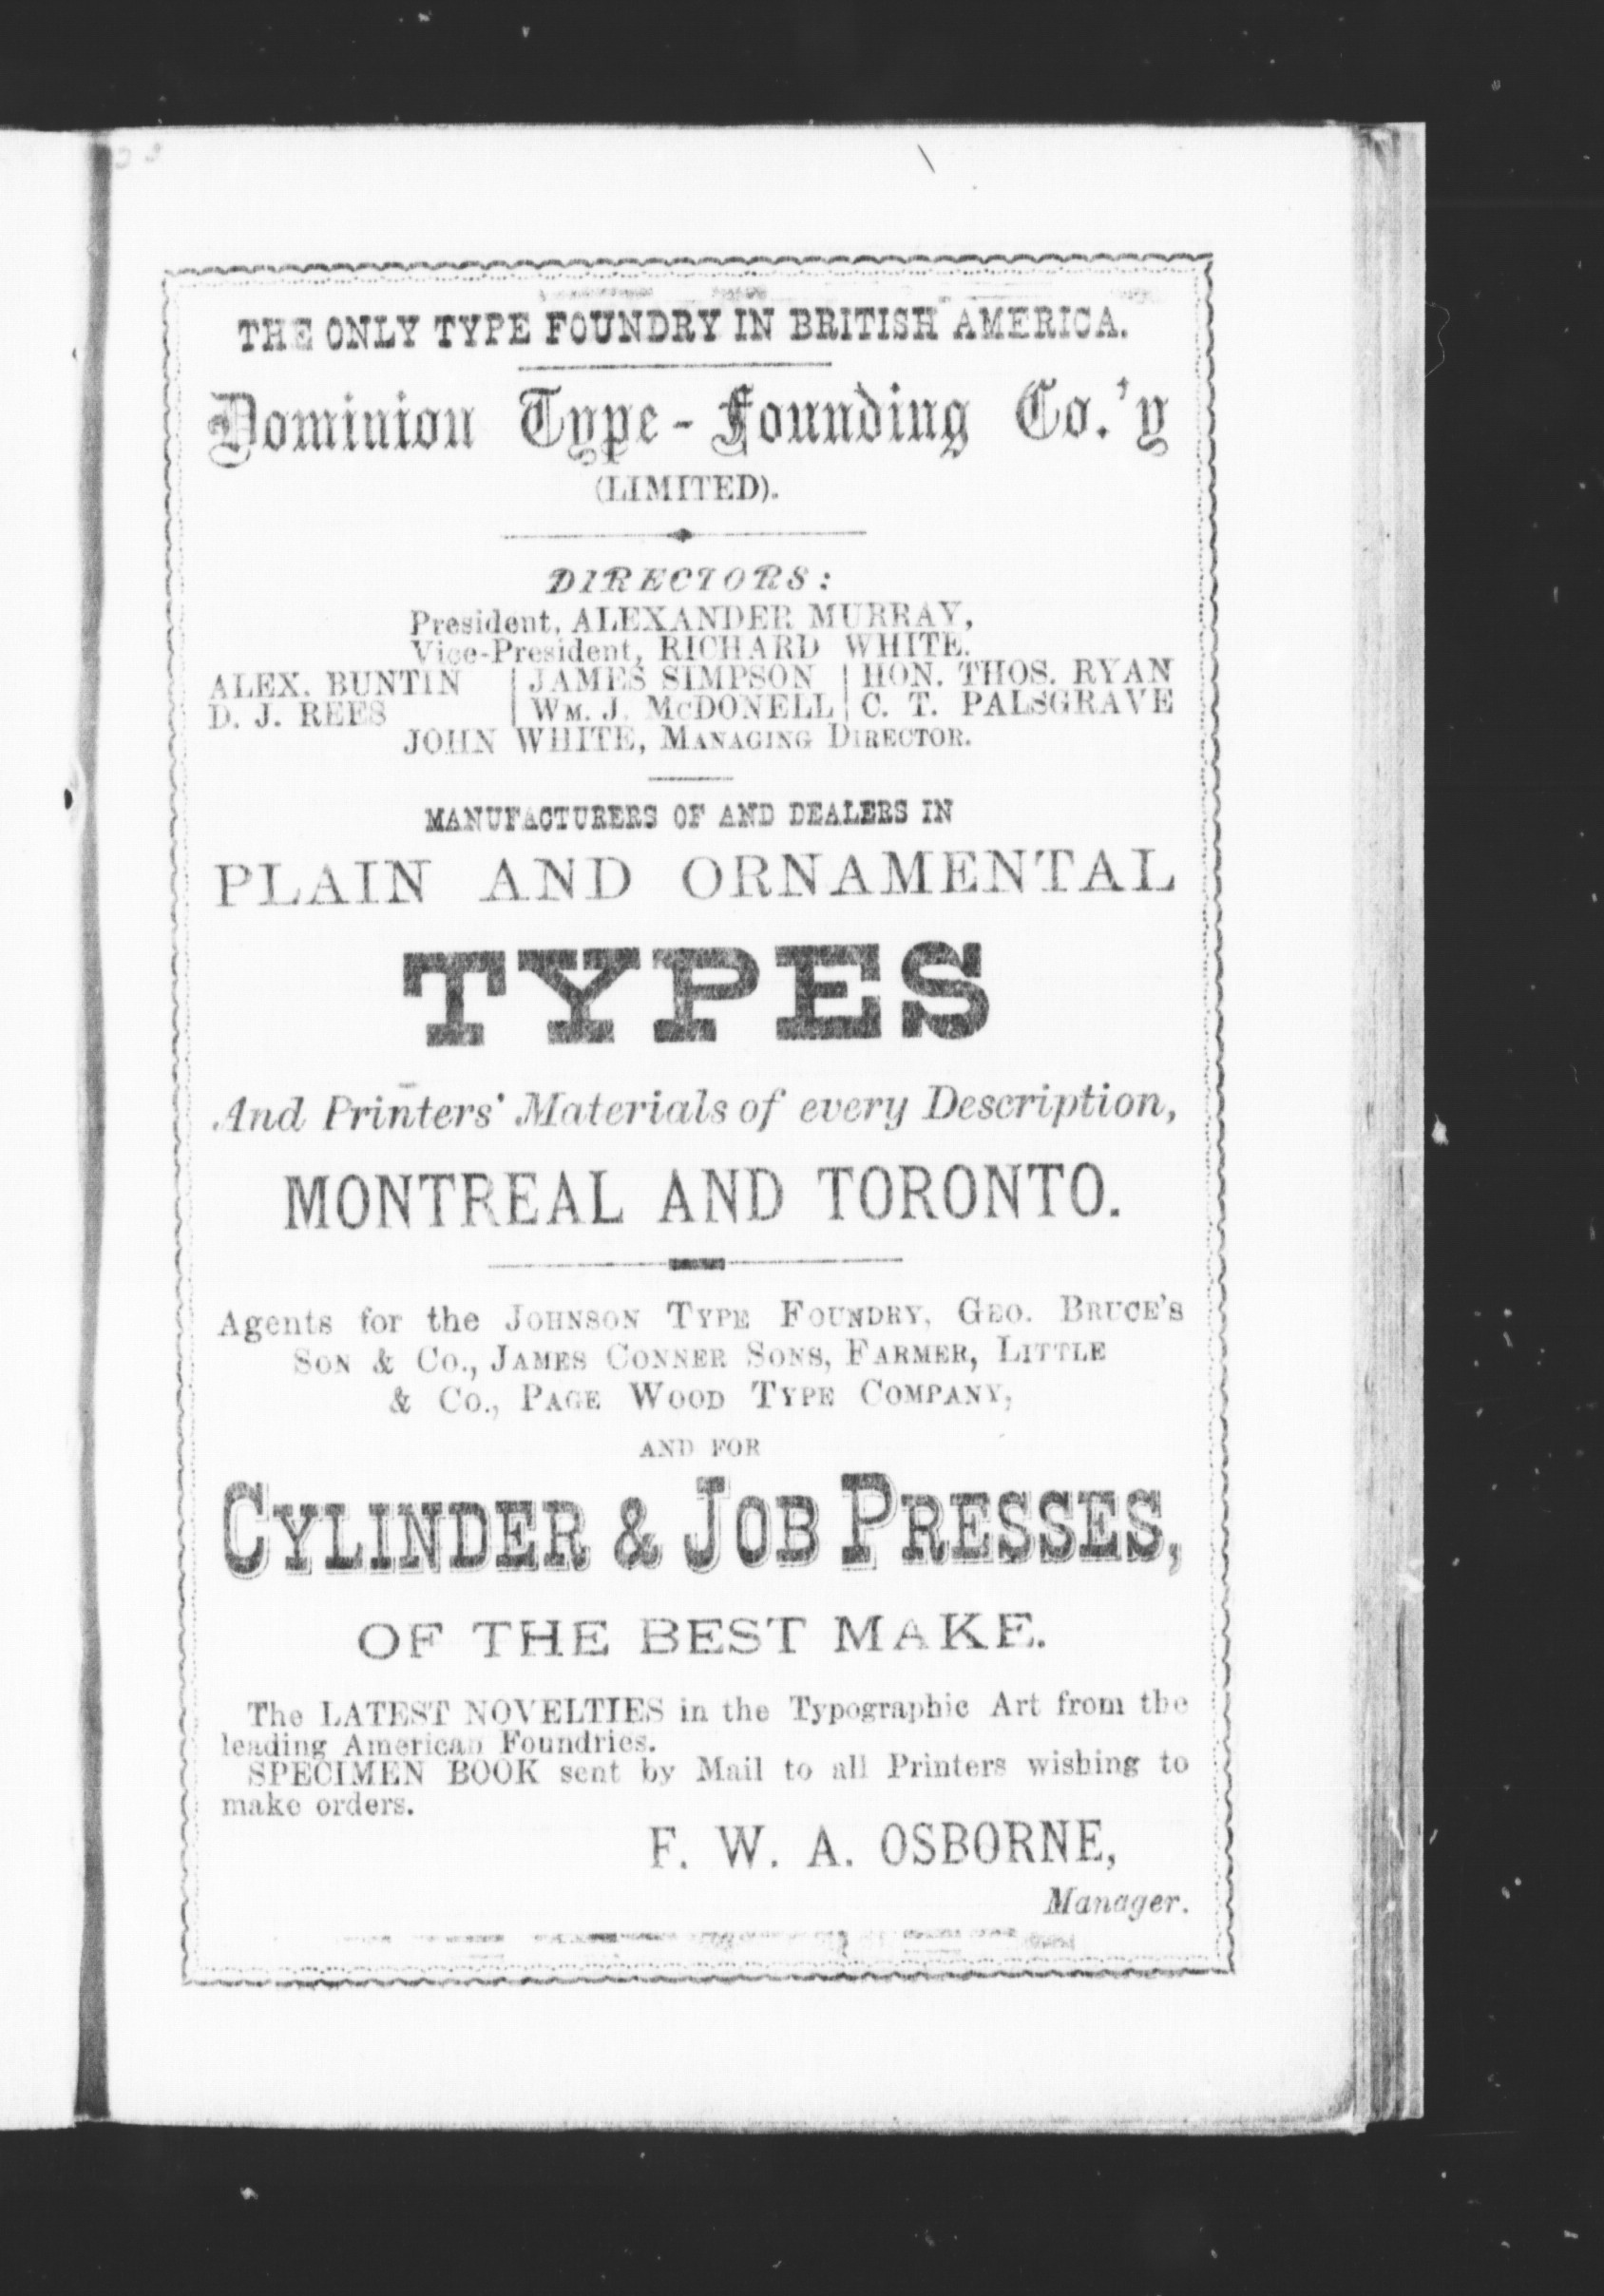 THE ONLY TYPE FOUNDRY IN BRITISH AMERICA.
Dominion Type-Founding Co.'y
(LIMITED).
DIRECTORS:
President, ALEXANDER MURRAY,
Vice-President, RICHARD WHITE.
ALEX. BUNTIN | JAMES SIMPSON | HON. THOS. RYAN
D. J. REES | WM. J. McDONELL | C. T. PALSGRAVE
JOHN WHITE, MANAGING DIRECTOR.
MANUFACTURERS OF AND DEALERS IN
PLAIN AND ORNAMENTAL
TYPES
And Printers' Materials of every Description,
MONTREAL AND TORONTO.
Agents for the JOHNSON TYPE FOUNDRY, GEO. BRUCE'S
SON & CO., JAMES CONNER SONS, FARMER, LITTLE
& CO., PAGE WOOD TYPE COMPANY,
AND FOR
CYLINDER & JOB PRESSES,
OF THE BEST MAKE.
The LATEST NOVELTIES in the Typographic Art from the
leading American Foundries.
SPECIMEN BOOK sent by Mail to all Printers wishing to
make orders.
F. W. A. OSBORNE,
Manager.